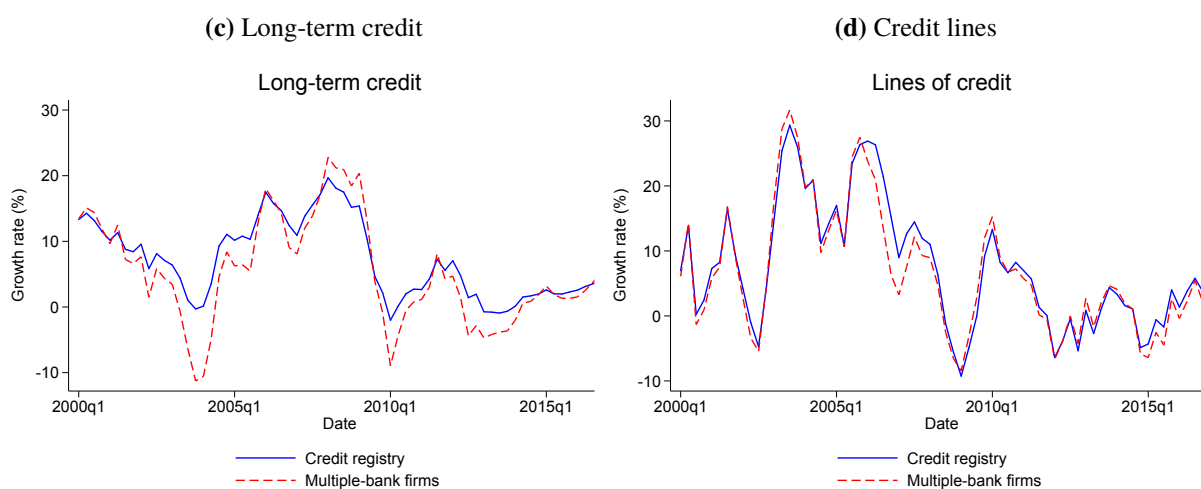 (c) Long-term credit
Long-term credit
Growth rate (%)
30
20
10
0
-10
2000q1 2005q1 2010q1 2015q1
Date
Credit registry
Multiple-bank firms
(d) Credit lines
Lines of credit
Growth rate (%)
30
20
10
0
-10
2000q1 2005q1 2010q1 2015q1
Date
Credit registry
Multiple-bank firms